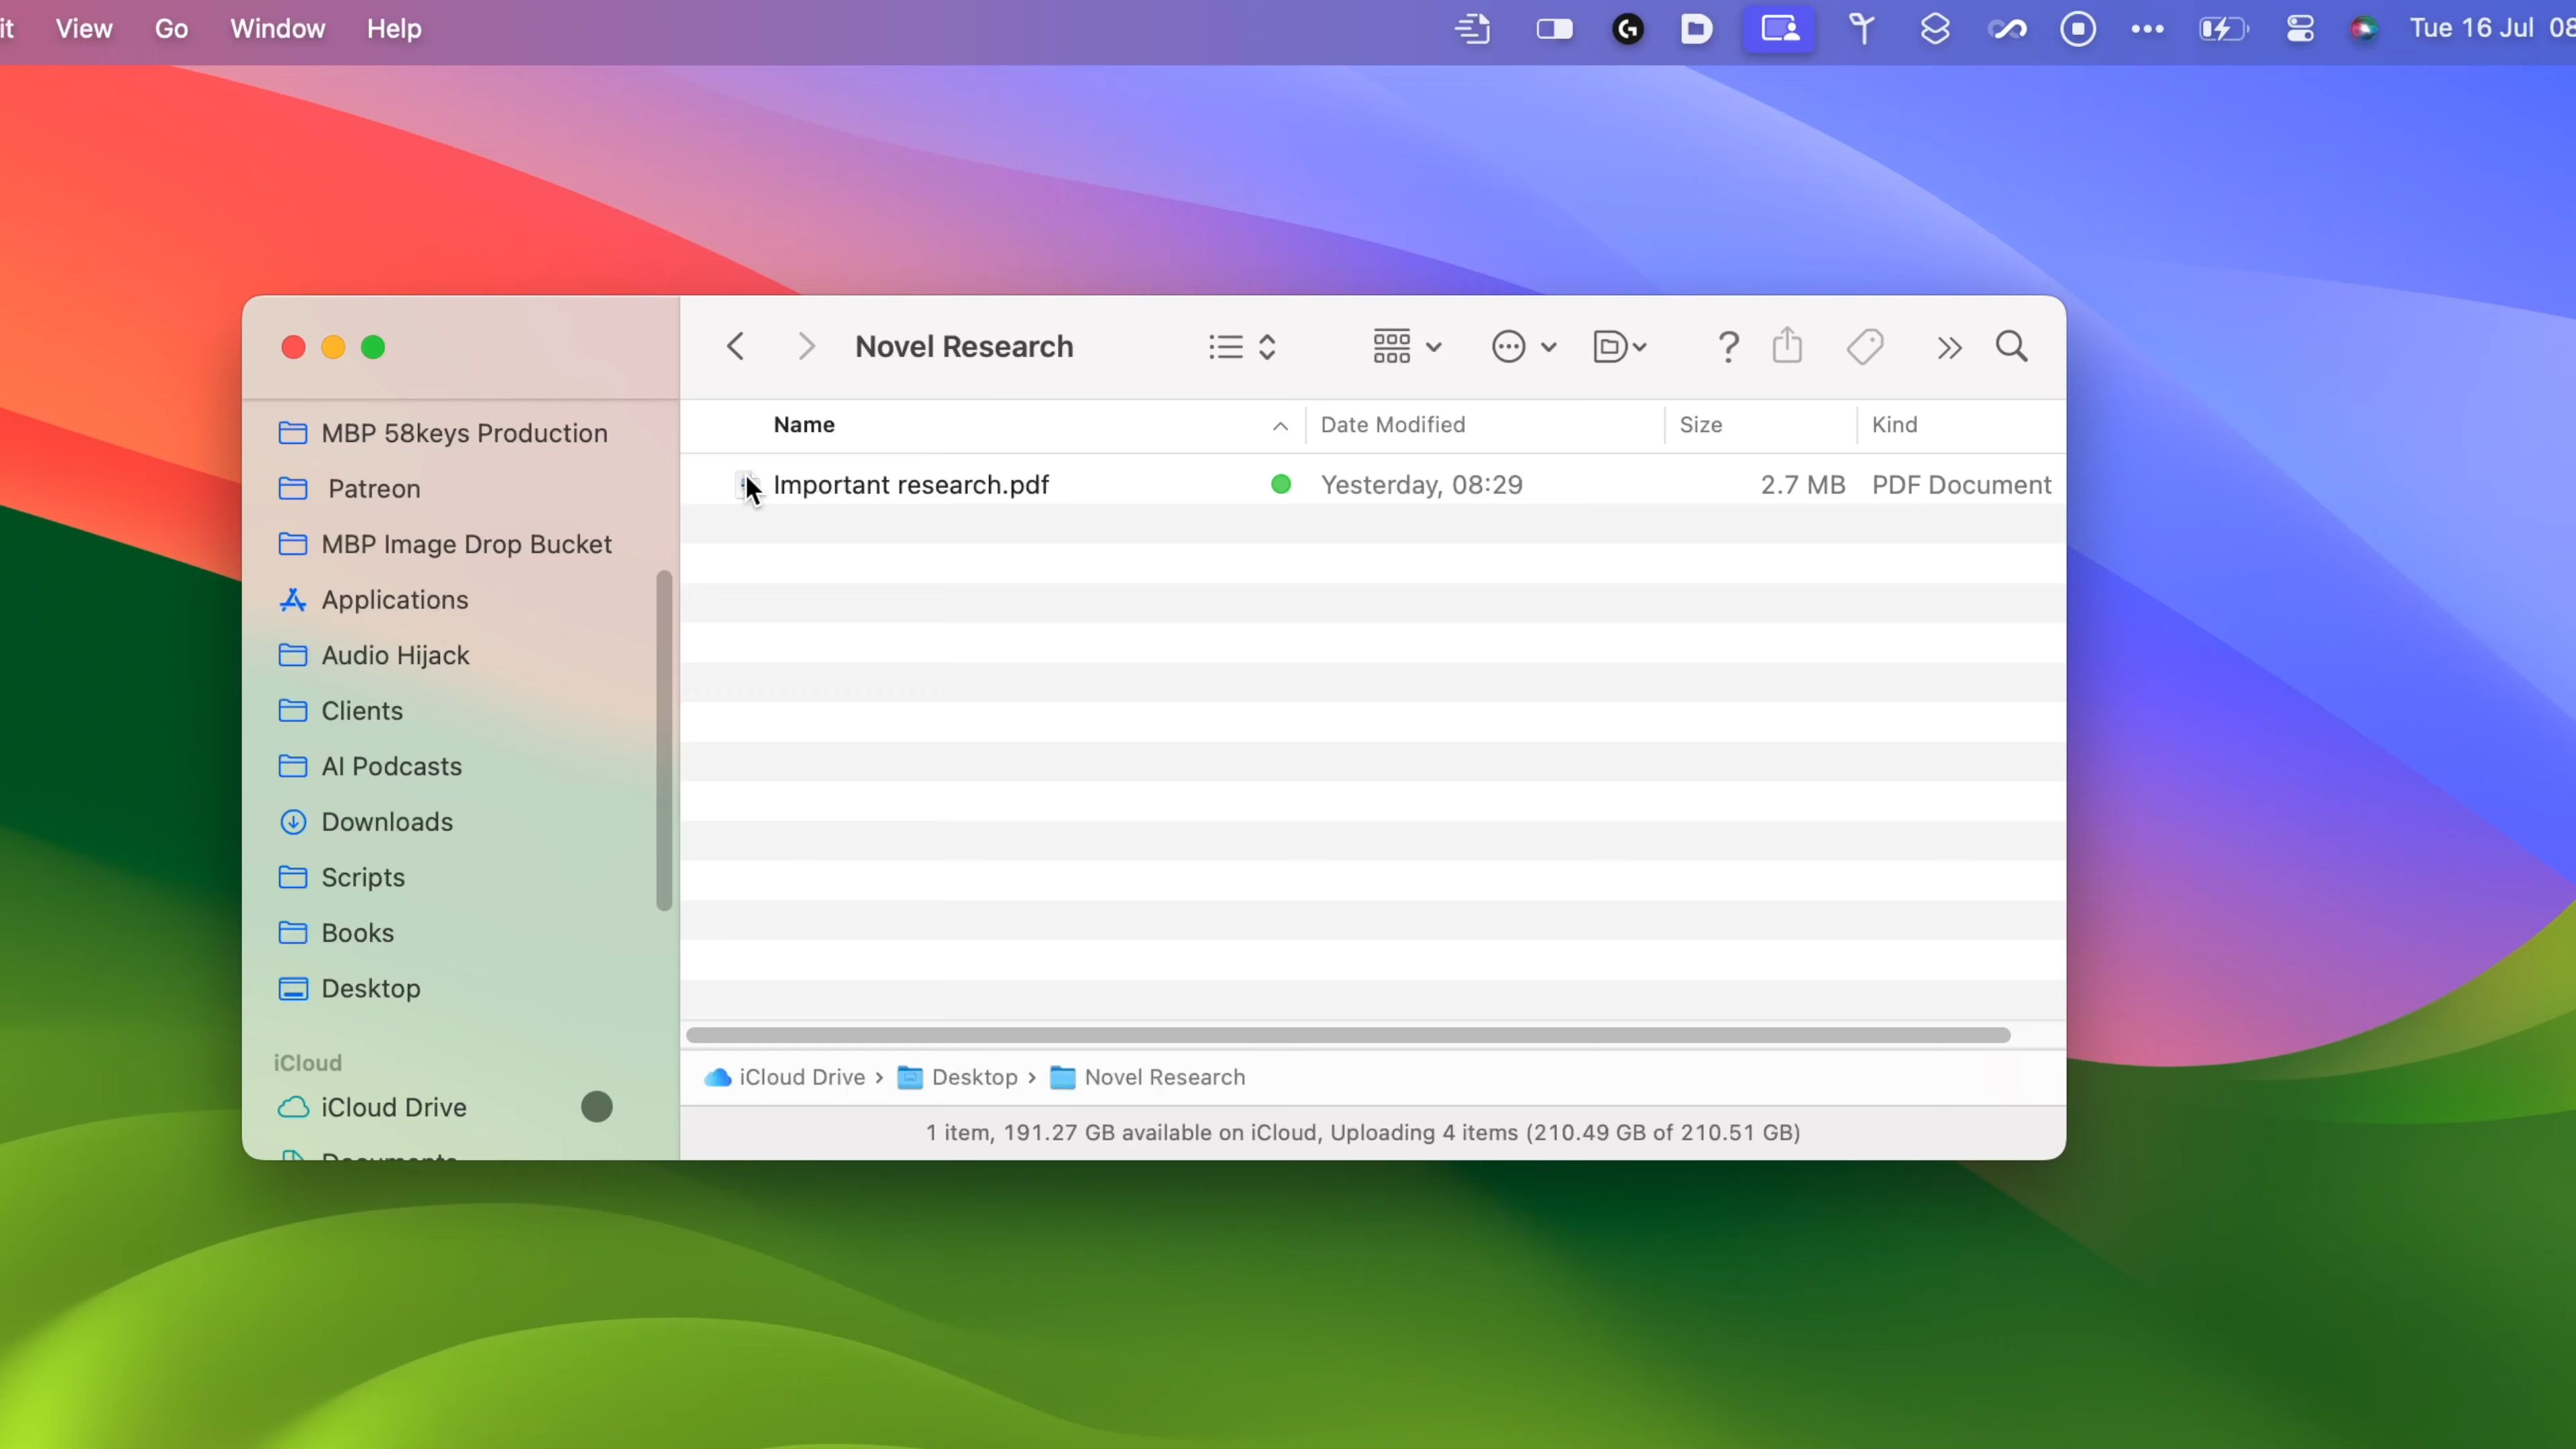 it View Go Window Help Tue 16 Jul 08
Novel Research
MBP 58keys Production
Patreon
MBP Image Drop Bucket
Applications
Audio Hijack
Clients
AI Podcasts
Downloads
Scripts
Books
Desktop
iCloud
iCloud Drive
Documents
Name Date Modified Size Kind
Important research.pdf Yesterday, 08:29 2.7 MB PDF Document
iCloud Drive › Desktop › Novel Research
1 item, 191.27 GB available on iCloud, Uploading 4 items (210.49 GB of 210.51 GB)